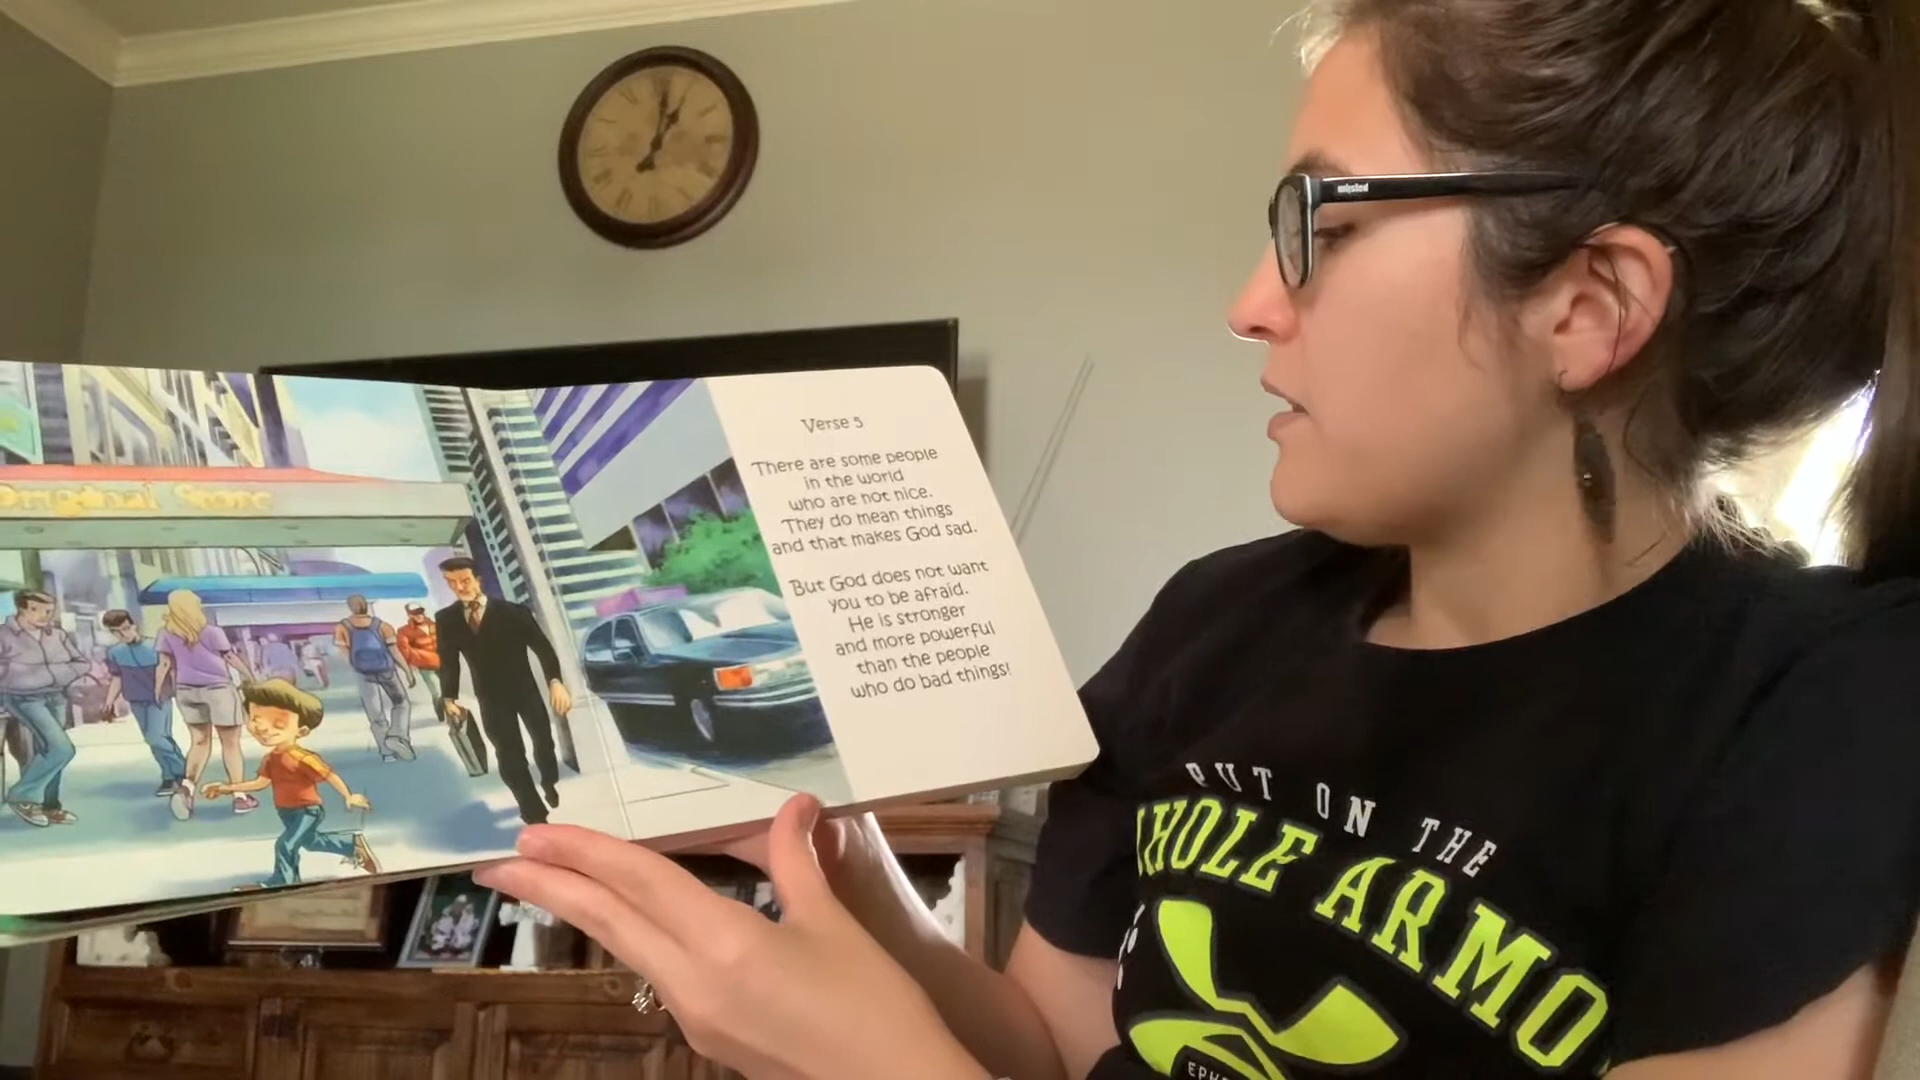 Original Store
Verse 5
There are some people
in the world
who are not nice.
They do mean things
and that makes God sad.
But God does not want
you to be afraid.
He is stronger
and more powerful
than the people
who do bad things!
PUT ON THE
WHOLE ARMO
EPHE